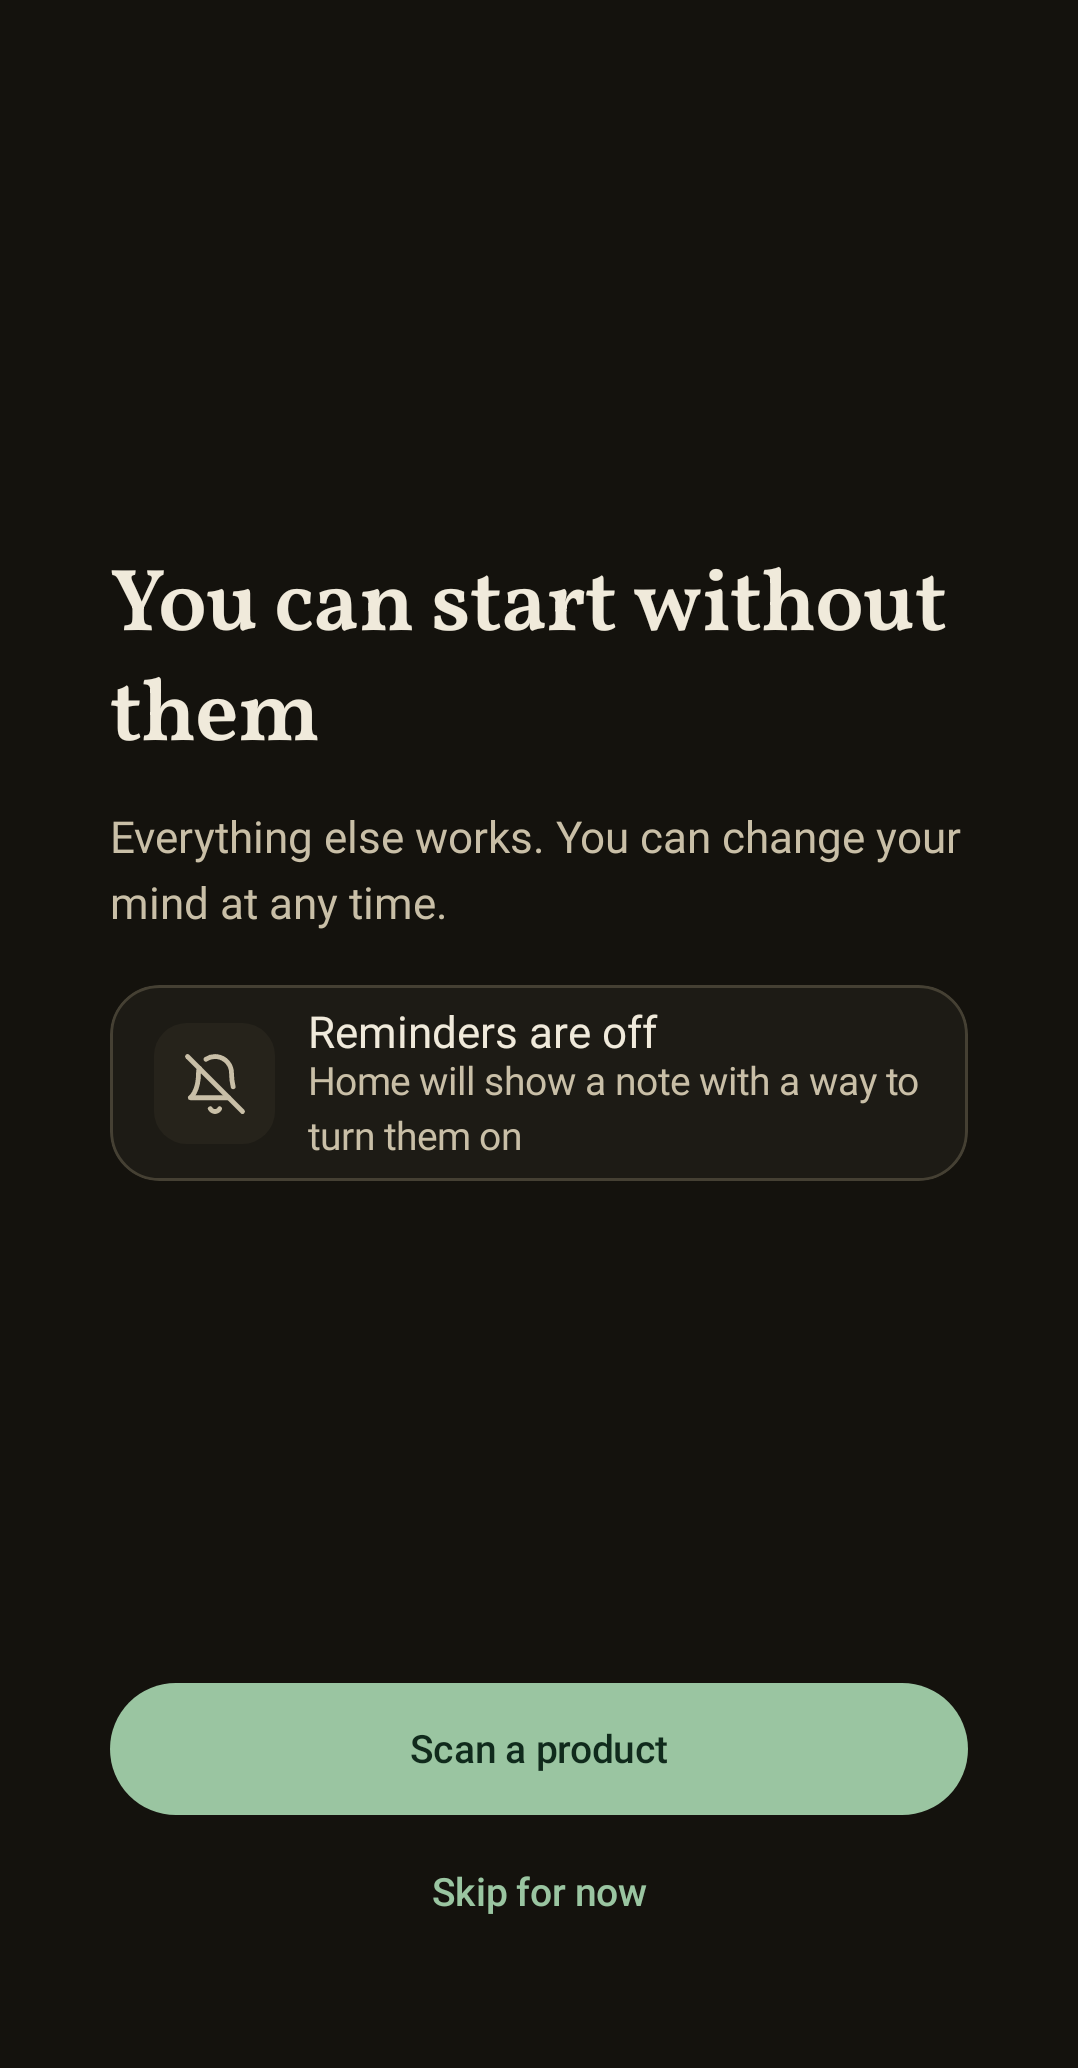 You can start without
them
Everything else works. You can change your
mind at any time.
Reminders are off
Home will show a note with a way to
turn them on
Scan a product
Skip for now